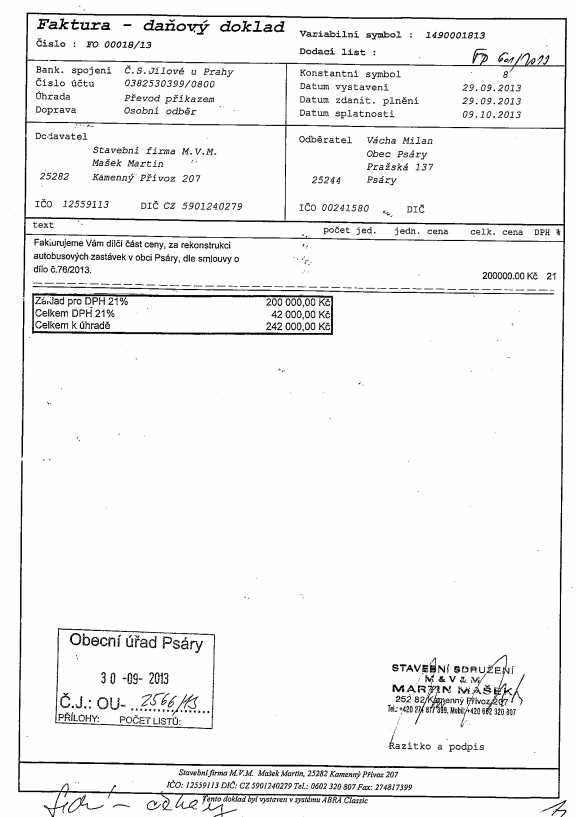 Faktura - daňový doklad
Číslo : FO 00018/13
Variabilní symbol : 1490001813
Dodací list :
FD 601/2013
Bank. spojení Č.S.Jílové u Prahy
Číslo účtu 0382530399/0800
Úhrada Převod příkazem
Doprava Osobní odběr
Konstantní symbol 8
Datum vystavení 29.09.2013
Datum zdanit. plnění 29.09.2013
Datum splatnosti 09.10.2013
Dodavatel
Stavební firma M.V.M.
Mašek Martin
25282 Kamenný Přívoz 207
IČO 12559113 DIČ CZ 5901240279
Odběratel Vácha Milan
Obec Psáry
Pražská 137
25244 Psáry
IČO 00241580 DIČ
text počet jed. jedn. cena celk. cena DPH %
Fakturujeme Vám dílčí část ceny, za rekonstrukci
autobusových zastávek v obci Psáry, dle smlouvy o
dílo č.76/2013.
200000.00 Kč 21
Základ pro DPH 21% 200 000,00 Kč
Celkem DPH 21% 42 000,00 Kč
Celkem k úhradě 242 000,00 Kč
Obecní úřad Psáry
30 -09- 2013
Č.J.: OU- 2566/13
PŘÍLOHY: POČET LISTŮ:
STAVEBNÍ SDRUŽENÍ
M & V & M
MARTIN MAŠEK
252 82 Kamenný Přívoz 207
Tel.: +420 274 817 399, Mobil: +420 602 320 807
Razítko a podpis
Stavební firma M.V.M. Mašek Martin, 25282 Kamenný Přívoz 207
IČO: 12559113 DIČ: CZ 5901240279 Tel.: 0602 320 807 Fax: 274817399
Tento doklad byl vystaven v systému ABRA Classic